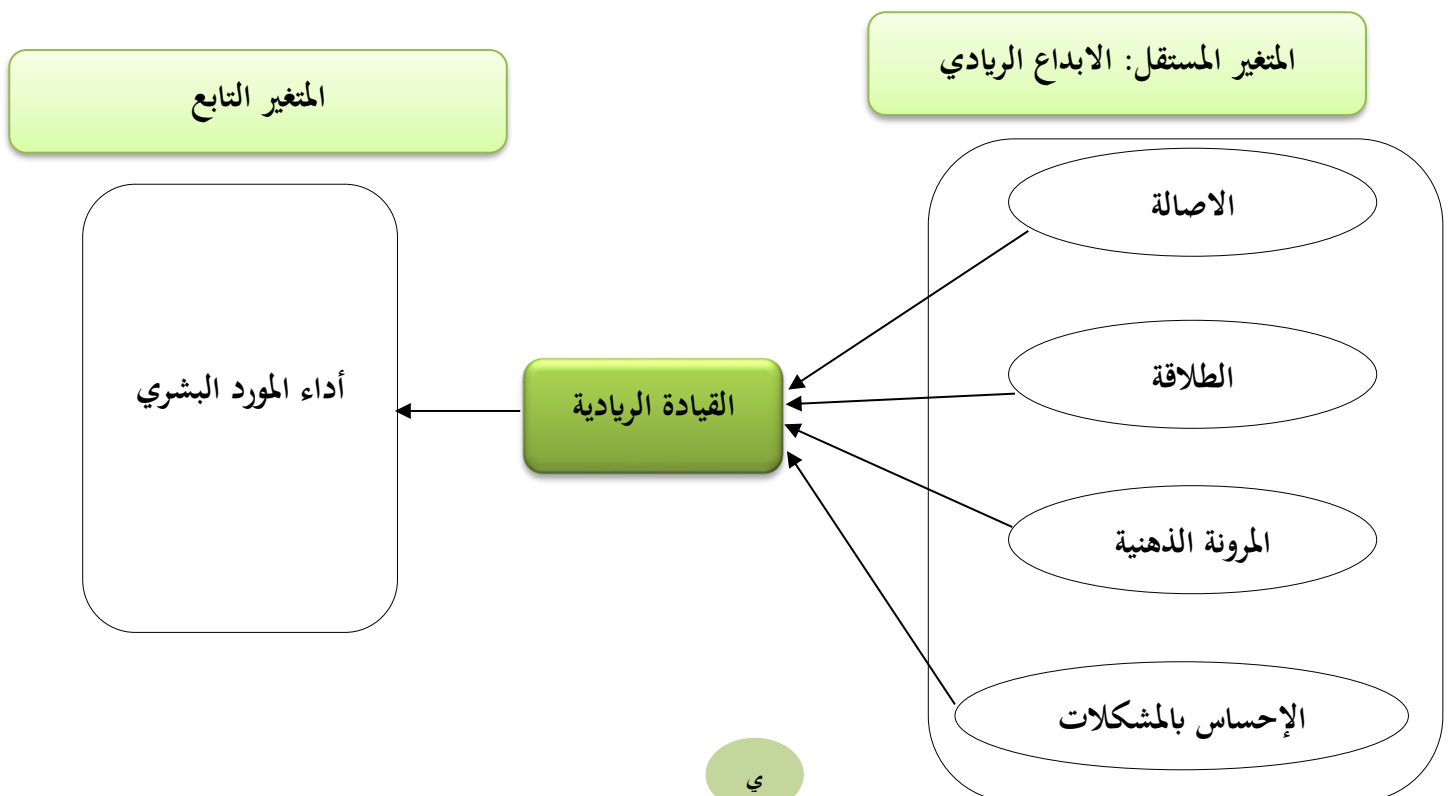 المتغير المستقل: الابداع الريادي
المتغير التابع
الاصالة
الطلاقة
المرونة الذهنية
الإحساس بالمشكلات
القيادة الريادية
أداء المورد البشري
ي